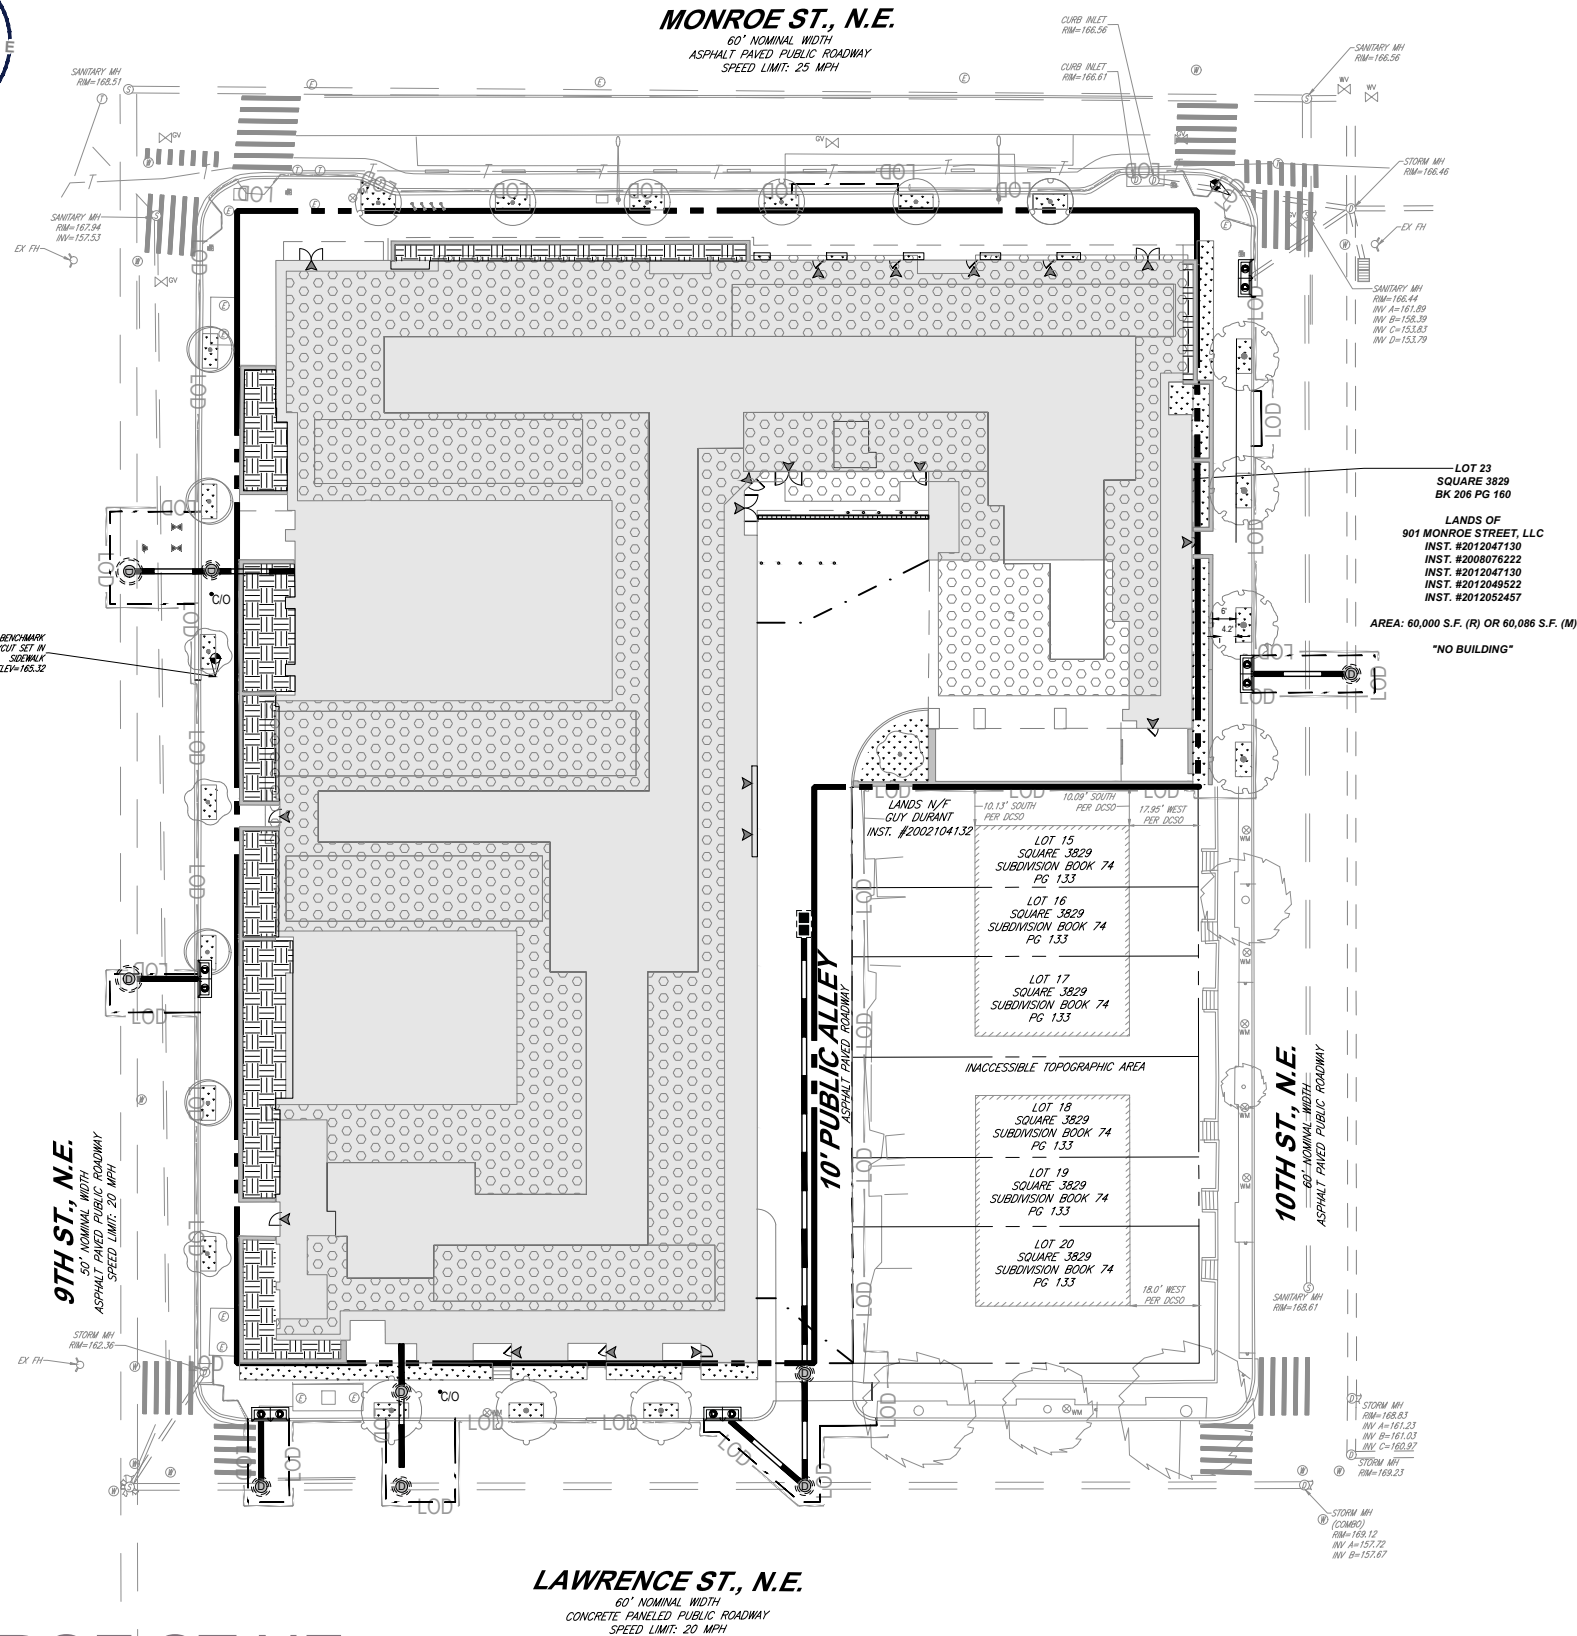 E
MONROE ST., N.E.
60' NOMINAL WIDTH
ASPHALT PAVED PUBLIC ROADWAY
SPEED LIMIT: 25 MPH
CURB INLET
RIM=166.56
CURB INLET
RIM=166.61
SANITARY MH
RIM=166.56
SANITARY MH
RIM=168.51
STORM MH
RIM=166.46
SANITARY MH
RIM=167.94
INV=157.53
EX FH
EX FH
SANITARY MH
RIM=166.44
INV A=161.89
INV B=158.39
INV C=153.83
INV D=153.79
LOT 23
SQUARE 3829
BK 206 PG 160
LANDS OF
901 MONROE STREET, LLC
INST. #2012047130
INST. #2008076222
INST. #2012047130
INST. #2012049522
INST. #2012052457
AREA: 60,000 S.F. (R) OR 60,086 S.F. (M)
"NO BUILDING"
C/O
6'
4.2'
BENCHMARK
CUT SET IN
SIDEWALK
ELEV=165.32
LOD
LANDS N/F
GUY DURANT
INST. #2002104132
10.13' SOUTH
PER DCSO
10.09' SOUTH
PER DCSO
17.95' WEST
PER DCSO
LOT 15
SQUARE 3829
SUBDIVISION BOOK 74
PG 133
LOT 16
SQUARE 3829
SUBDIVISION BOOK 74
PG 133
LOT 17
SQUARE 3829
SUBDIVISION BOOK 74
PG 133
INACCESSIBLE TOPOGRAPHIC AREA
LOT 18
SQUARE 3829
SUBDIVISION BOOK 74
PG 133
LOT 19
SQUARE 3829
SUBDIVISION BOOK 74
PG 133
LOT 20
SQUARE 3829
SUBDIVISION BOOK 74
PG 133
18.0' WEST
PER DCSO
10' PUBLIC ALLEY
ASPHALT PAVED ROADWAY
10TH ST., N.E.
60' NOMINAL WIDTH
ASPHALT PAVED PUBLIC ROADWAY
9TH ST., N.E.
50' NOMINAL WIDTH
ASPHALT PAVED PUBLIC ROADWAY
SPEED LIMIT: 20 MPH
SANITARY MH
RIM=168.61
STORM MH
RIM=162.36
EX FH
C/O
STORM MH
RIM=168.83
INV A=161.23
INV B=161.03
INV C=160.97
STORM MH
RIM=169.23
STORM MH
(COMBO)
RIM=169.12
INV A=157.72
INV B=157.67
LAWRENCE ST., N.E.
60' NOMINAL WIDTH
CONCRETE PANELED PUBLIC ROADWAY
SPEED LIMIT: 20 MPH